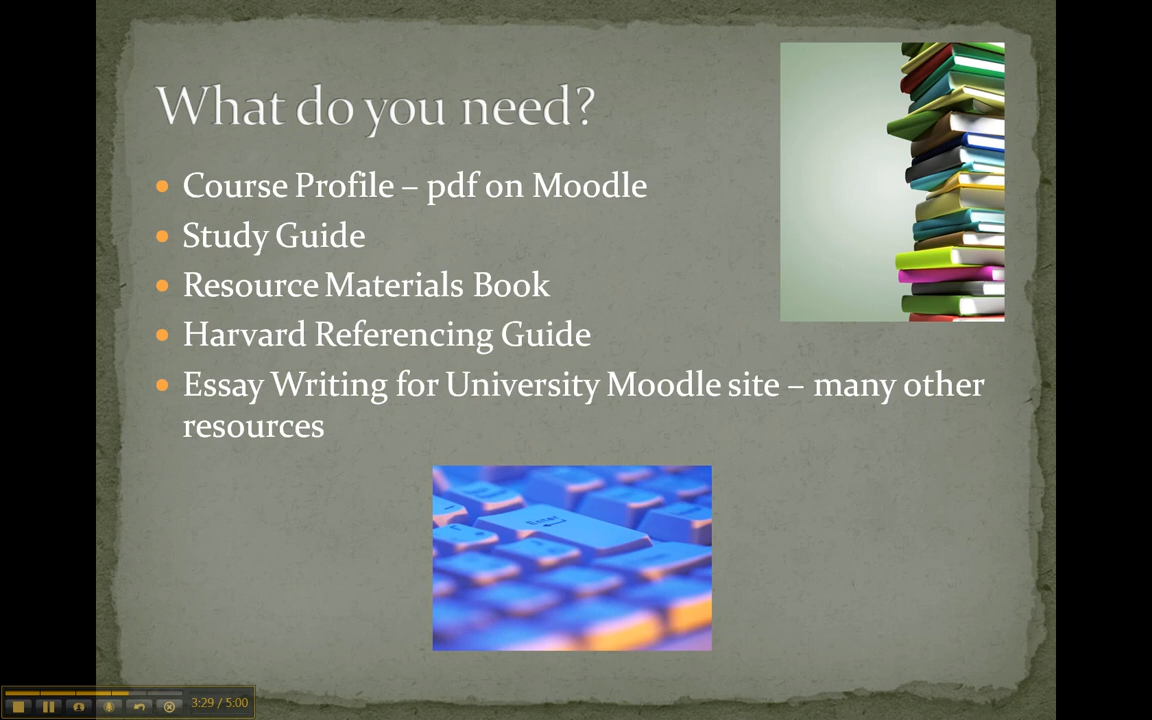 What do you need?
Course Profile – pdf on Moodle
Study Guide
Resource Materials Book
Harvard Referencing Guide
Essay Writing for University Moodle site – many other
resources
Enter
3:29 / 5:00